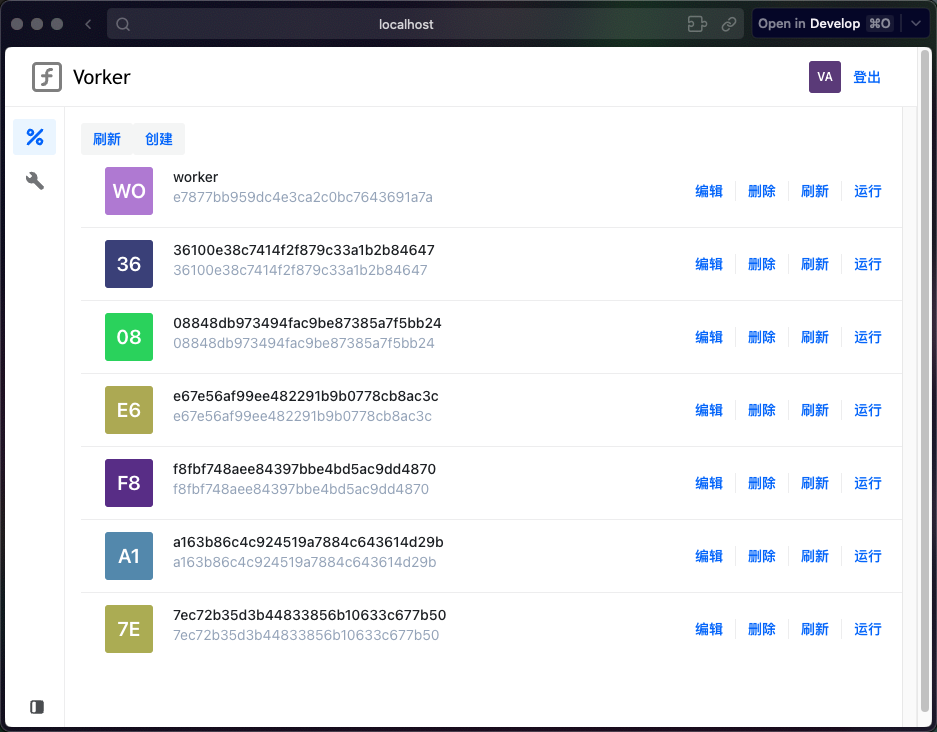 localhost
Open in Develop ⌘O
Vorker
VA 登出
刷新 创建
WO
worker
e7877bb959dc4e3ca2c0bc7643691a7a
编辑 删除 刷新 运行
36
36100e38c7414f2f879c33a1b2b84647
36100e38c7414f2f879c33a1b2b84647
编辑 删除 刷新 运行
08
08848db973494fac9be87385a7f5bb24
08848db973494fac9be87385a7f5bb24
编辑 删除 刷新 运行
E6
e67e56af99ee482291b9b0778cb8ac3c
e67e56af99ee482291b9b0778cb8ac3c
编辑 删除 刷新 运行
F8
f8fbf748aee84397bbe4bd5ac9dd4870
f8fbf748aee84397bbe4bd5ac9dd4870
编辑 删除 刷新 运行
A1
a163b86c4c924519a7884c643614d29b
a163b86c4c924519a7884c643614d29b
编辑 删除 刷新 运行
7E
7ec72b35d3b44833856b10633c677b50
7ec72b35d3b44833856b10633c677b50
编辑 删除 刷新 运行